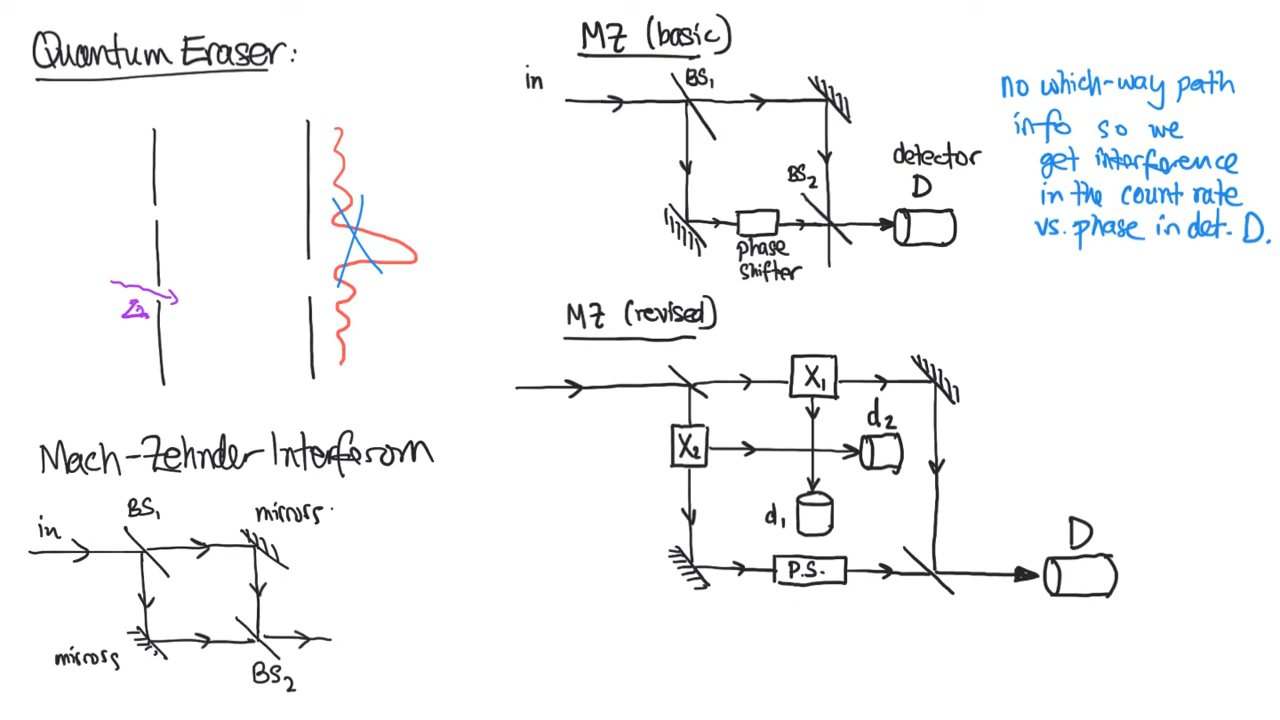 Quantum Eraser:
Mach-Zehnder-Interferom
in
BS₁
mirrors
mirrors
BS₂
MZ (basic)
in
BS₁
BS₂
detector
D
phase
shifter
no which-way path
info so we
get interference
in the count rate
vs. phase in det. D.
MZ (revised)
X₁
d₂
X₂
d₁
P.S.
D